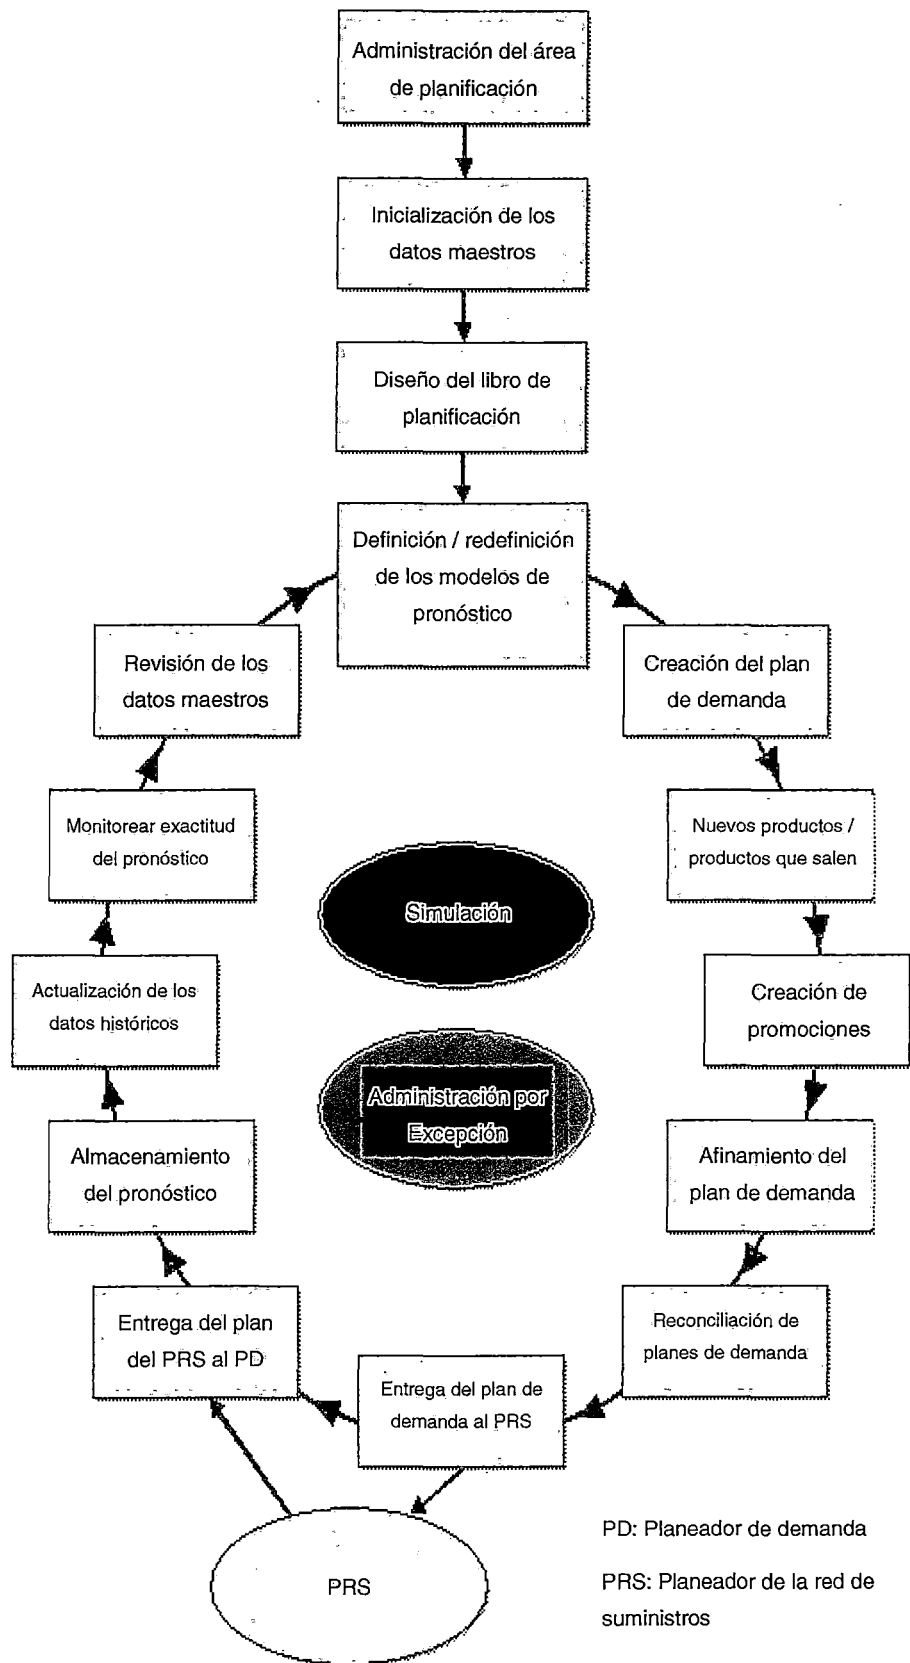 Administración del área
de planificación
Inicialización de los
datos maestros
Diseño del libro de
planificación
Definición / redefinición
de los modelos de
pronóstico
Revisión de los
datos maestros
Creación del plan
de demanda
Monitorear exactitud
del pronóstico
Nuevos productos /
productos que salen
Simulación
Actualización de los
datos históricos
Creación de
promociones
Administración por
Excepción
Almacenamiento
del pronóstico
Afinamiento del
plan de demanda
Entrega del plan
del PRS al PD
Reconciliación de
planes de demanda
Entrega del plan de
demanda al PRS
PRS
PD: Planeador de demanda
PRS: Planeador de la red de
suministros